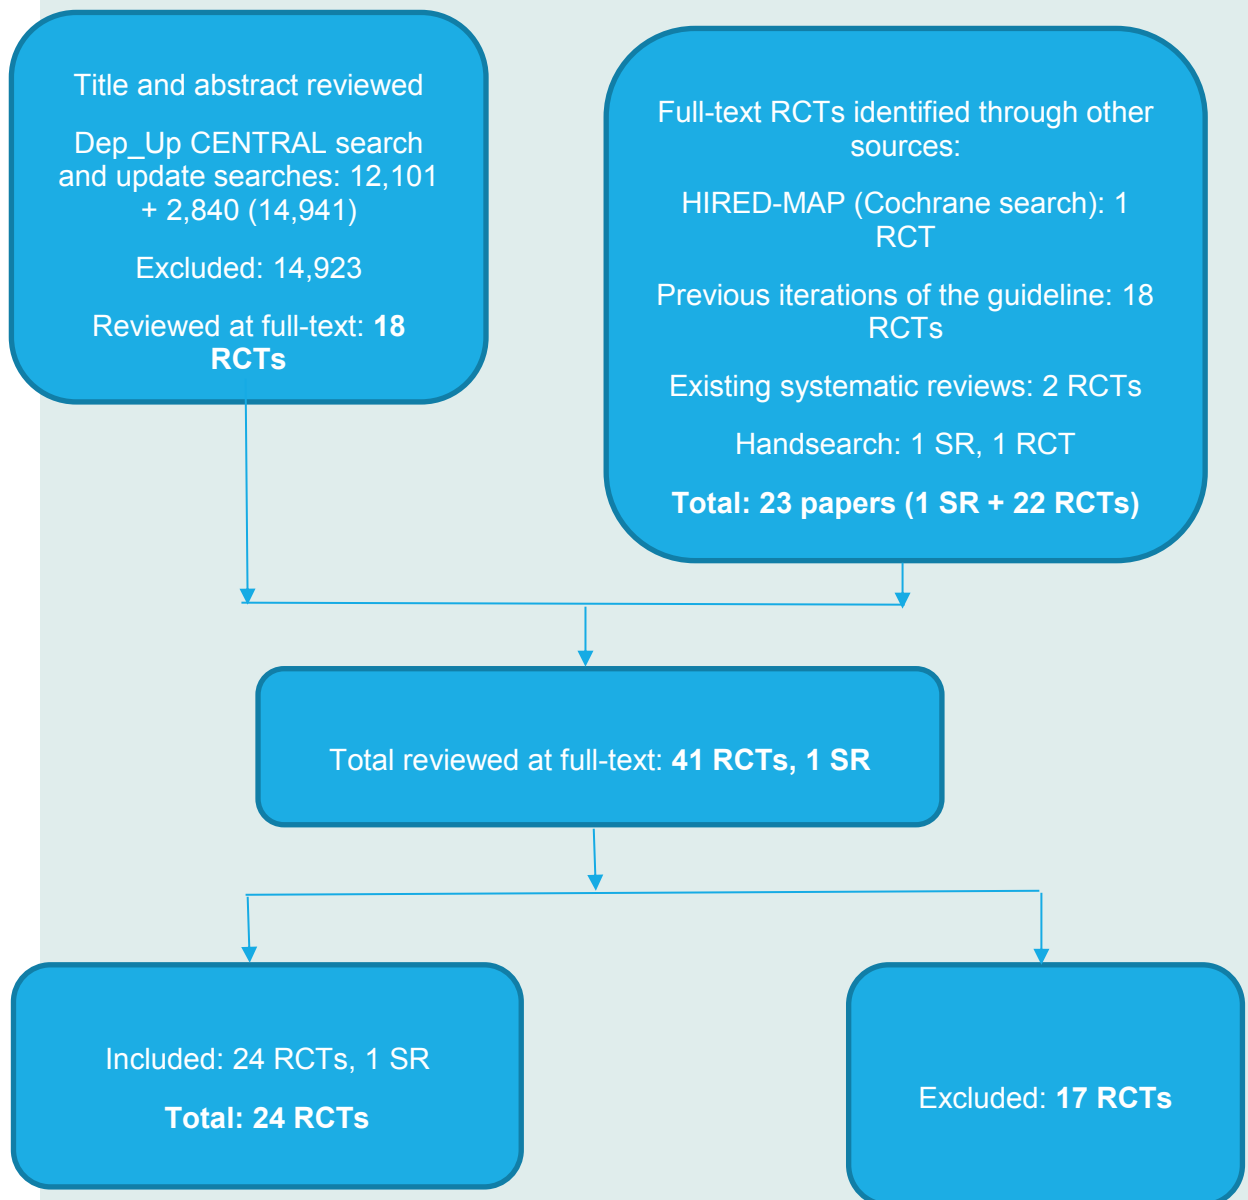 Title and abstract reviewed
Dep_Up CENTRAL search
and update searches: 12,101
+ 2,840 (14,941)
Excluded: 14,923
Reviewed at full-text: 18
RCTs
Full-text RCTs identified through other
sources:
HIRED-MAP (Cochrane search): 1
RCT
Previous iterations of the guideline: 18
RCTs
Existing systematic reviews: 2 RCTs
Handsearch: 1 SR, 1 RCT
Total: 23 papers (1 SR + 22 RCTs)
Total reviewed at full-text: 41 RCTs, 1 SR
Included: 24 RCTs, 1 SR
Total: 24 RCTs
Excluded: 17 RCTs